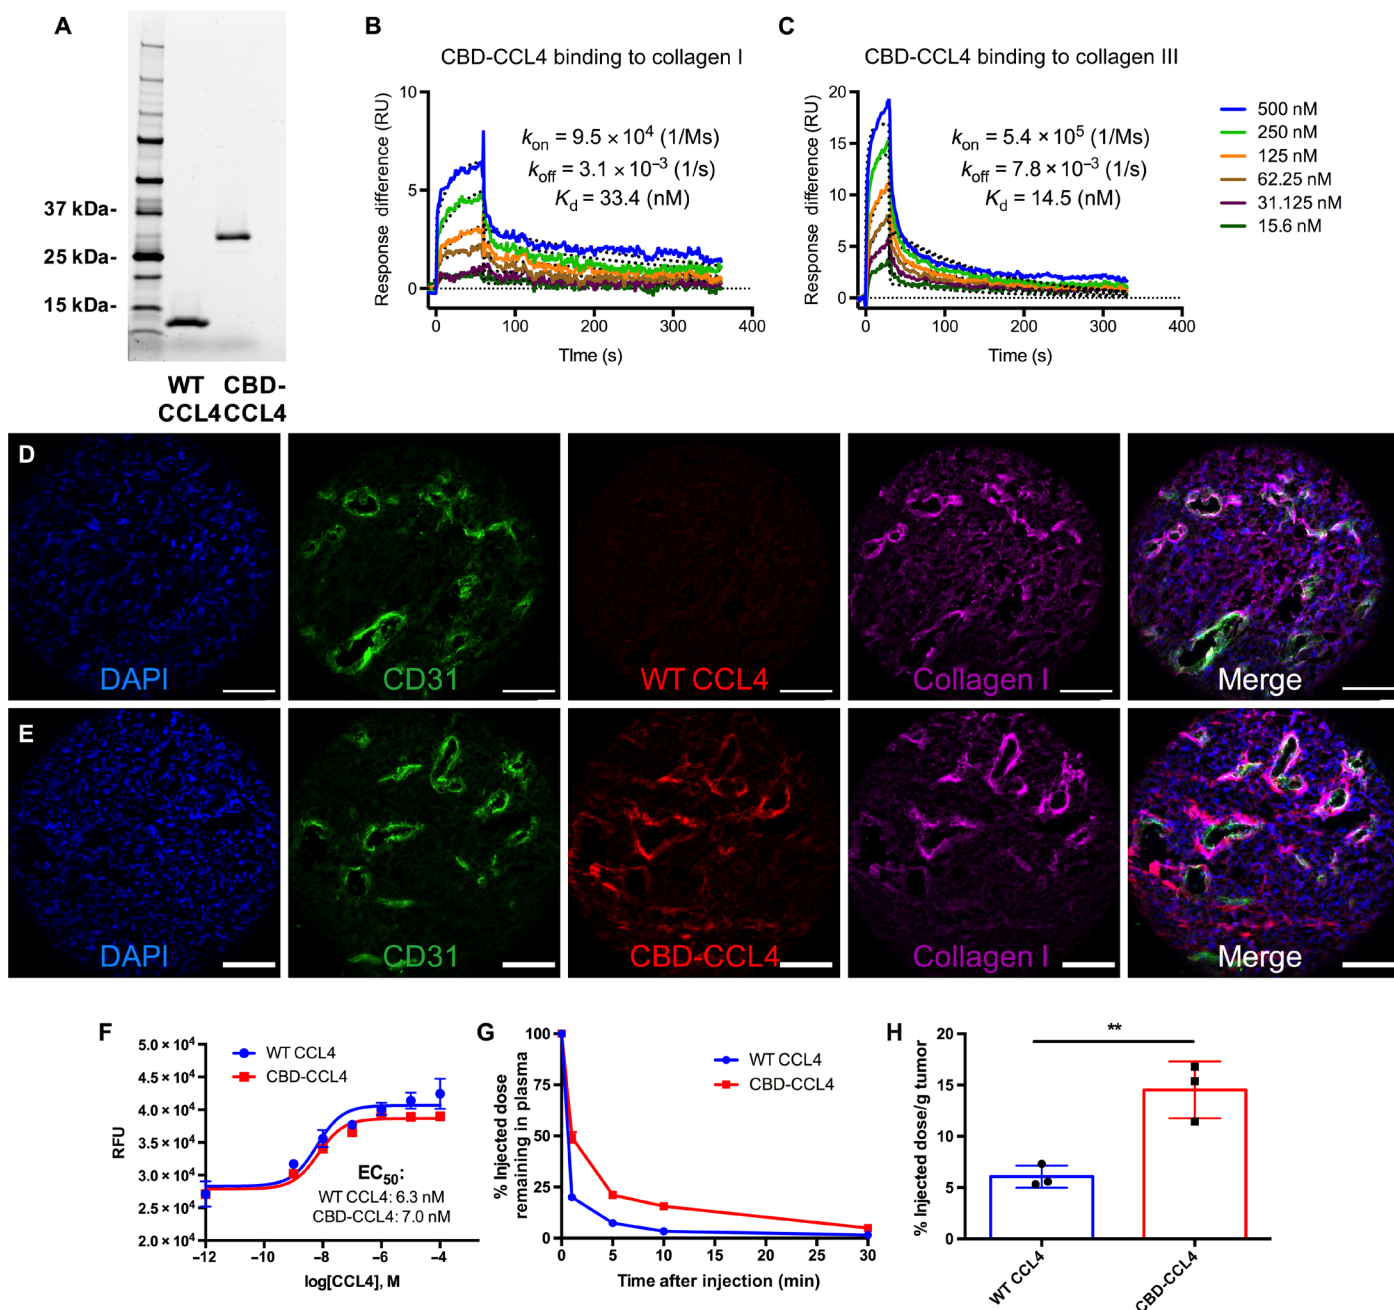 A
37 kDa-
25 kDa-
15 kDa-
WT CBD-
CCL4 CCL4
B
CBD-CCL4 binding to collagen I
Response difference (RU)
10
5
0
kon = 9.5 × 10⁴ (1/Ms)
koff = 3.1 × 10⁻³ (1/s)
Kd = 33.4 (nM)
0 100 200 300 400
TIme (s)
C
CBD-CCL4 binding to collagen III
Response difference (RU)
20
15
10
5
0
kon = 5.4 × 10⁵ (1/Ms)
koff = 7.8 × 10⁻³ (1/s)
Kd = 14.5 (nM)
0 100 200 300 400
Time (s)
500 nM
250 nM
125 nM
62.25 nM
31.125 nM
15.6 nM
D
DAPI
CD31
WT CCL4
Collagen I
Merge
E
DAPI
CD31
CBD-CCL4
Collagen I
Merge
F
RFU
5.0 × 10⁴
4.5 × 10⁴
4.0 × 10⁴
3.5 × 10⁴
3.0 × 10⁴
2.5 × 10⁴
2.0 × 10⁴
WT CCL4
CBD-CCL4
EC50:
WT CCL4: 6.3 nM
CBD-CCL4: 7.0 nM
−12 −10 −8 −6 −4
log[CCL4], M
G
% Injected dose
remaining in plasma
100
75
50
25
0
WT CCL4
CBD-CCL4
0 5 10 15 20 25 30
Time after injection (min)
H
% Injected dose/g tumor
20
15
10
5
0
**
WT CCL4
CBD-CCL4